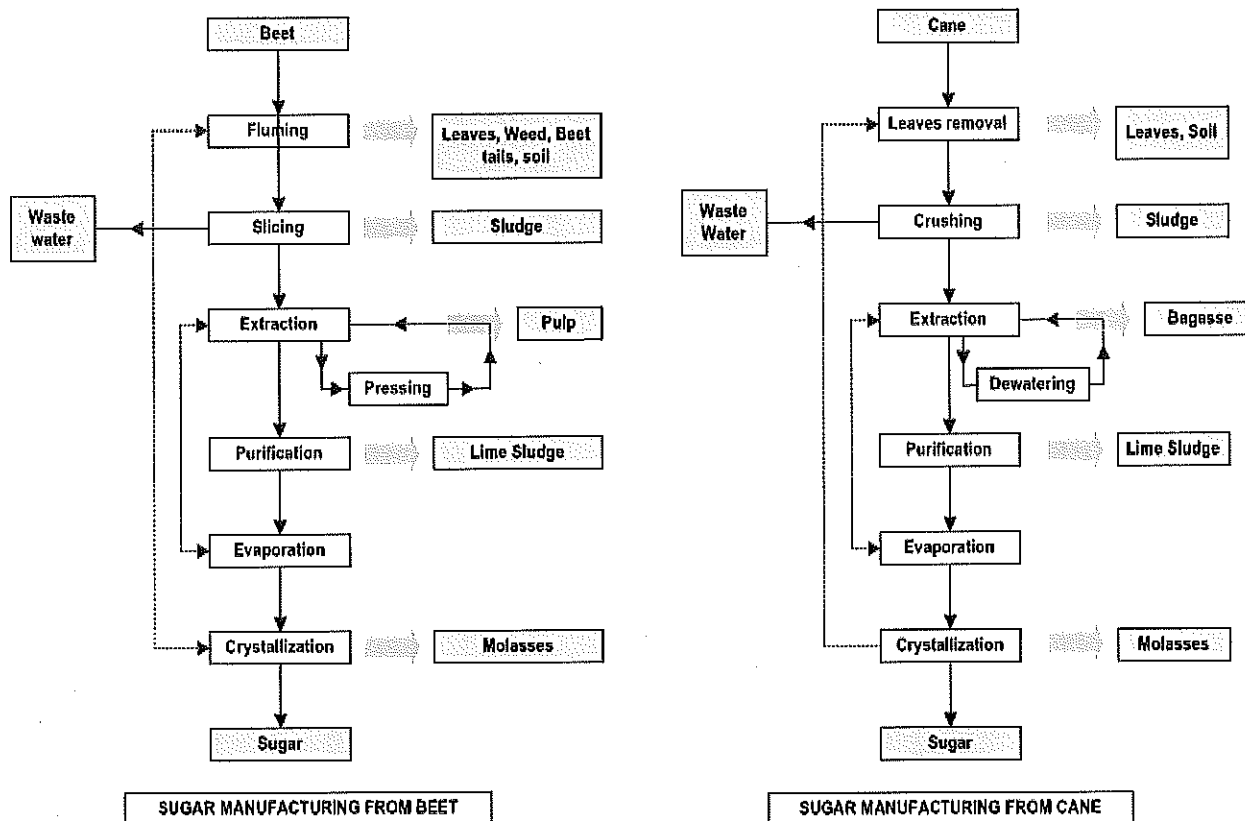 Beet
Fluming
Leaves, Weed, Beet
tails, soil
Waste
water
Slicing
Sludge
Extraction
Pulp
Pressing
Purification
Lime Sludge
Evaporation
Crystallization
Molasses
Sugar
SUGAR MANUFACTURING FROM BEET
Cane
Leaves removal
Leaves, Soil
Waste
Water
Crushing
Sludge
Extraction
Bagasse
Dewatering
Purification
Lime Sludge
Evaporation
Crystallization
Molasses
Sugar
SUGAR MANUFACTURING FROM CANE